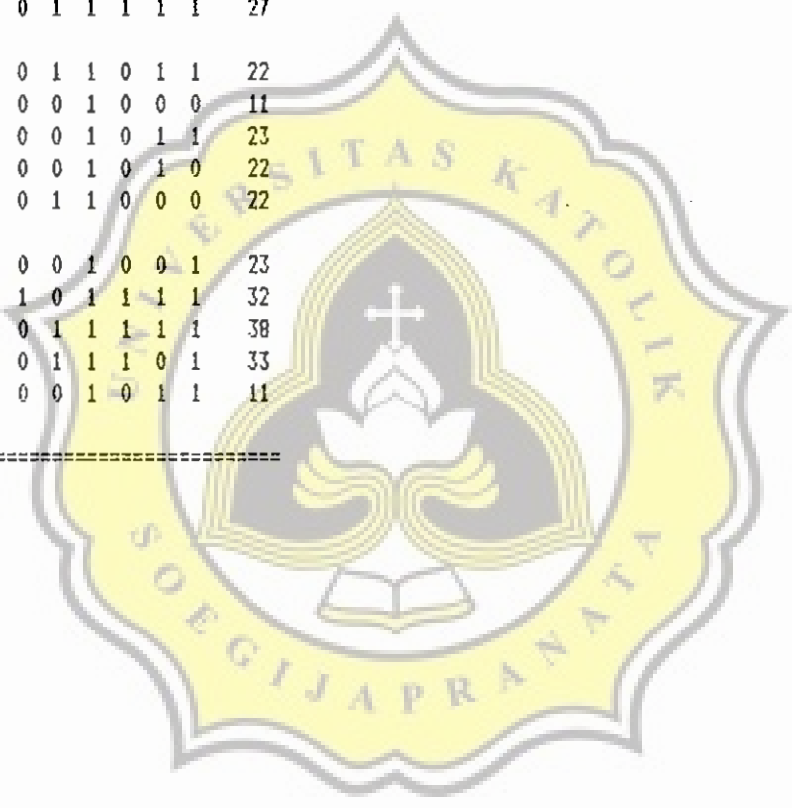 0 1 1 1 1 1 27
0 1 1 0 1 1 22
0 0 1 0 0 0 11
0 0 1 0 1 1 23
0 0 1 0 1 0 22
0 1 1 0 0 0 22
0 0 1 0 0 1 23
1 0 1 1 1 1 32
0 1 1 1 1 1 38
0 1 1 1 0 1 33
0 0 1 0 1 1 11
==============================
UNIVERSITAS KATOLIK
SOEGIJAPRANATA